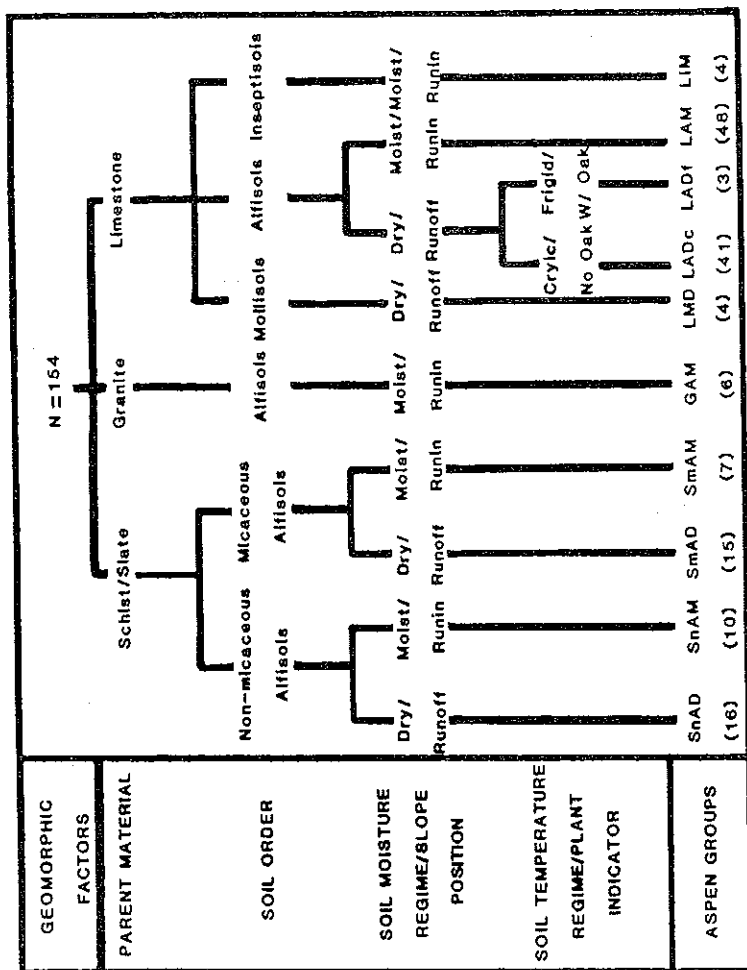 GEOMORPHIC
FACTORS
N = 154
PARENT MATERIAL
Schist/Slate
Granite
Limestone
SOIL ORDER
Non-micaceous
Alfisols
Micaceous
Alfisols
Alfisols
Mollisols
Alfisols
Inseptisols
SOIL MOISTURE
REGIME/SLOPE
POSITION
Dry/
Runoff
Moist/
Runin
Dry/
Runoff
Moist/
Runin
Moist/
Runin
Dry/
Runoff
Dry/
Runoff
Moist/Moist/
Runin
Runin
SOIL TEMPERATURE
REGIME/PLANT
INDICATOR
Cryic/
No Oak
Frigid/
W/ Oak
ASPEN GROUPS
SnAD
(16)
SnAM
(10)
SmAD
(15)
SmAM
(7)
GAM
(6)
LMD
(4)
LADc
(41)
LADf
(3)
LAM
(48)
LIM
(4)